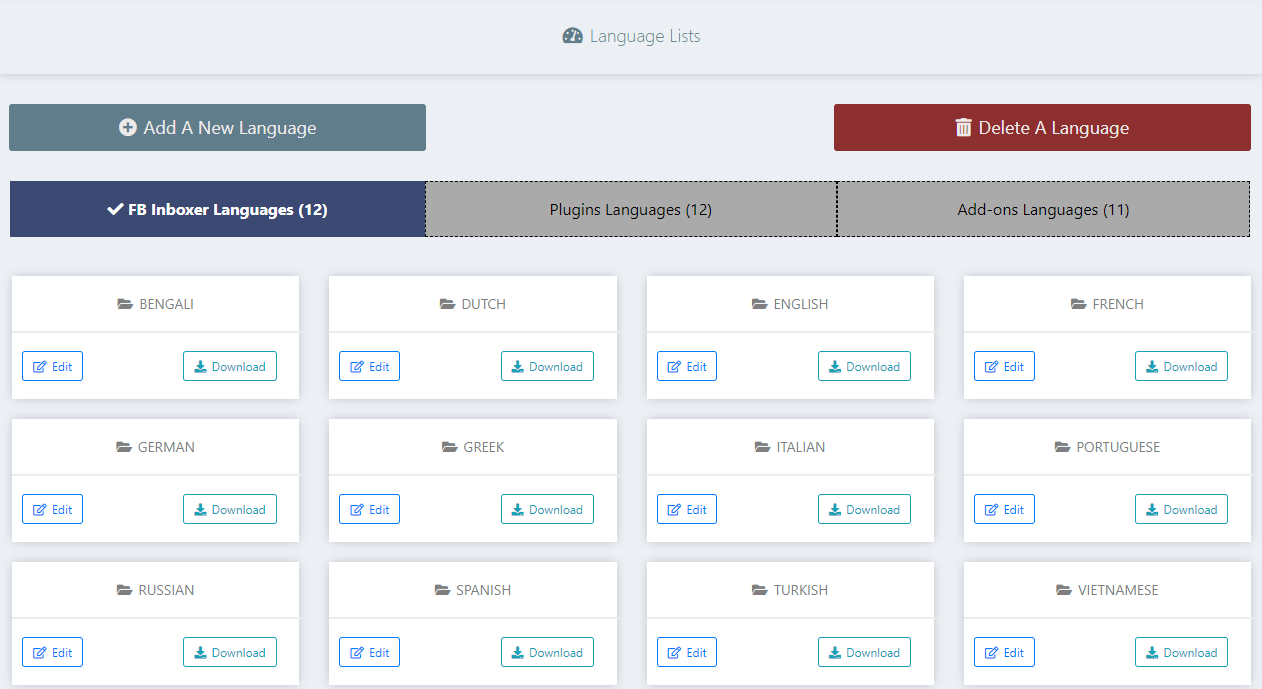 Language Lists
Add A New Language
Delete A Language
FB Inboxer Languages (12)
Plugins Languages (12)
Add-ons Languages (11)
BENGALI
DUTCH
ENGLISH
FRENCH
Edit
Download
Edit
Download
Edit
Download
Edit
Download
GERMAN
GREEK
ITALIAN
PORTUGUESE
Edit
Download
Edit
Download
Edit
Download
Edit
Download
RUSSIAN
SPANISH
TURKISH
VIETNAMESE
Edit
Download
Edit
Download
Edit
Download
Edit
Download